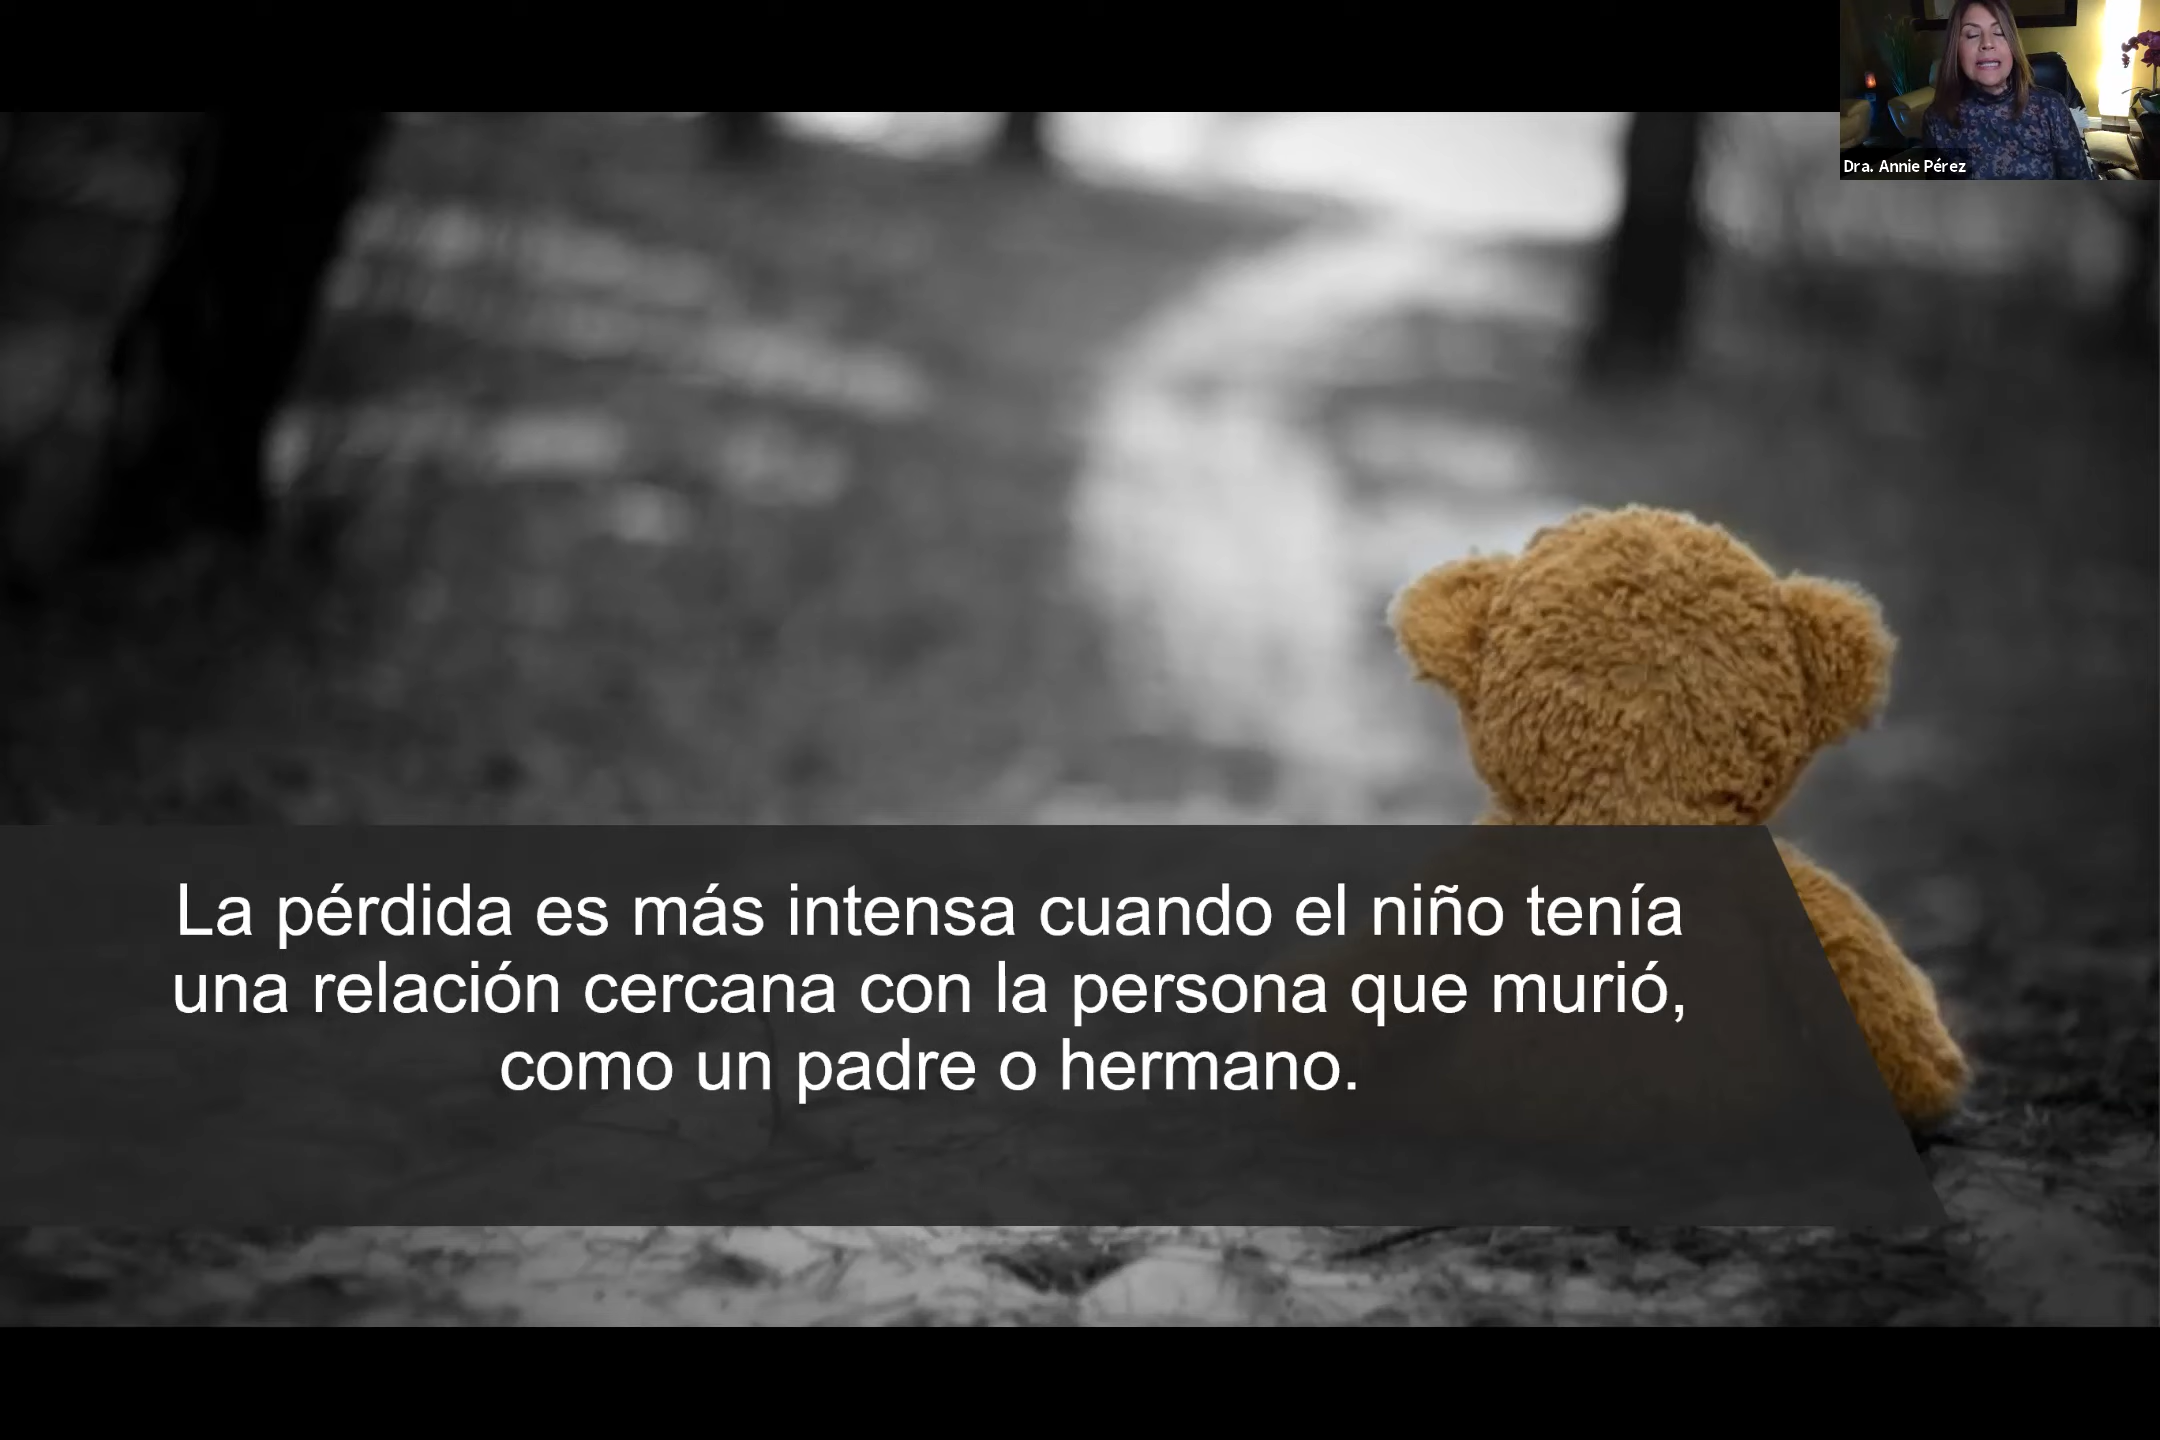 Dra. Annie Pérez
La pérdida es más intensa cuando el niño tenía
una relación cercana con la persona que murió,
como un padre o hermano.